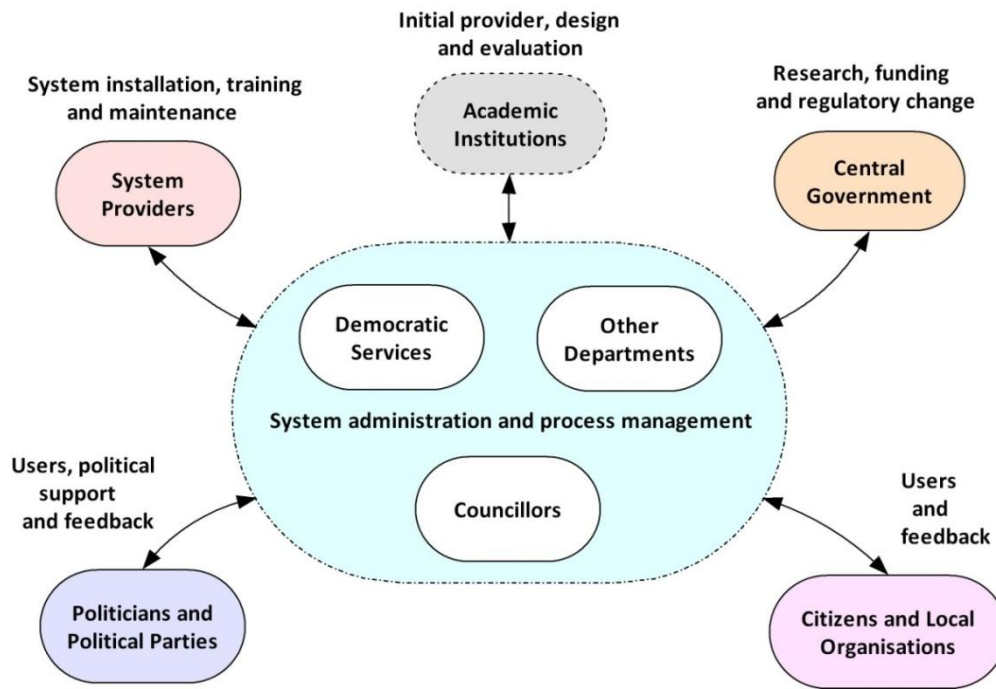 Initial provider, design
and evaluation
System installation, training
and maintenance
Research, funding
and regulatory change
Academic
Institutions
System
Providers
Central
Government
Democratic
Services
Other
Departments
System administration and process management
Councillors
Users, political
support
and feedback
Users
and
feedback
Politicians and
Political Parties
Citizens and Local
Organisations